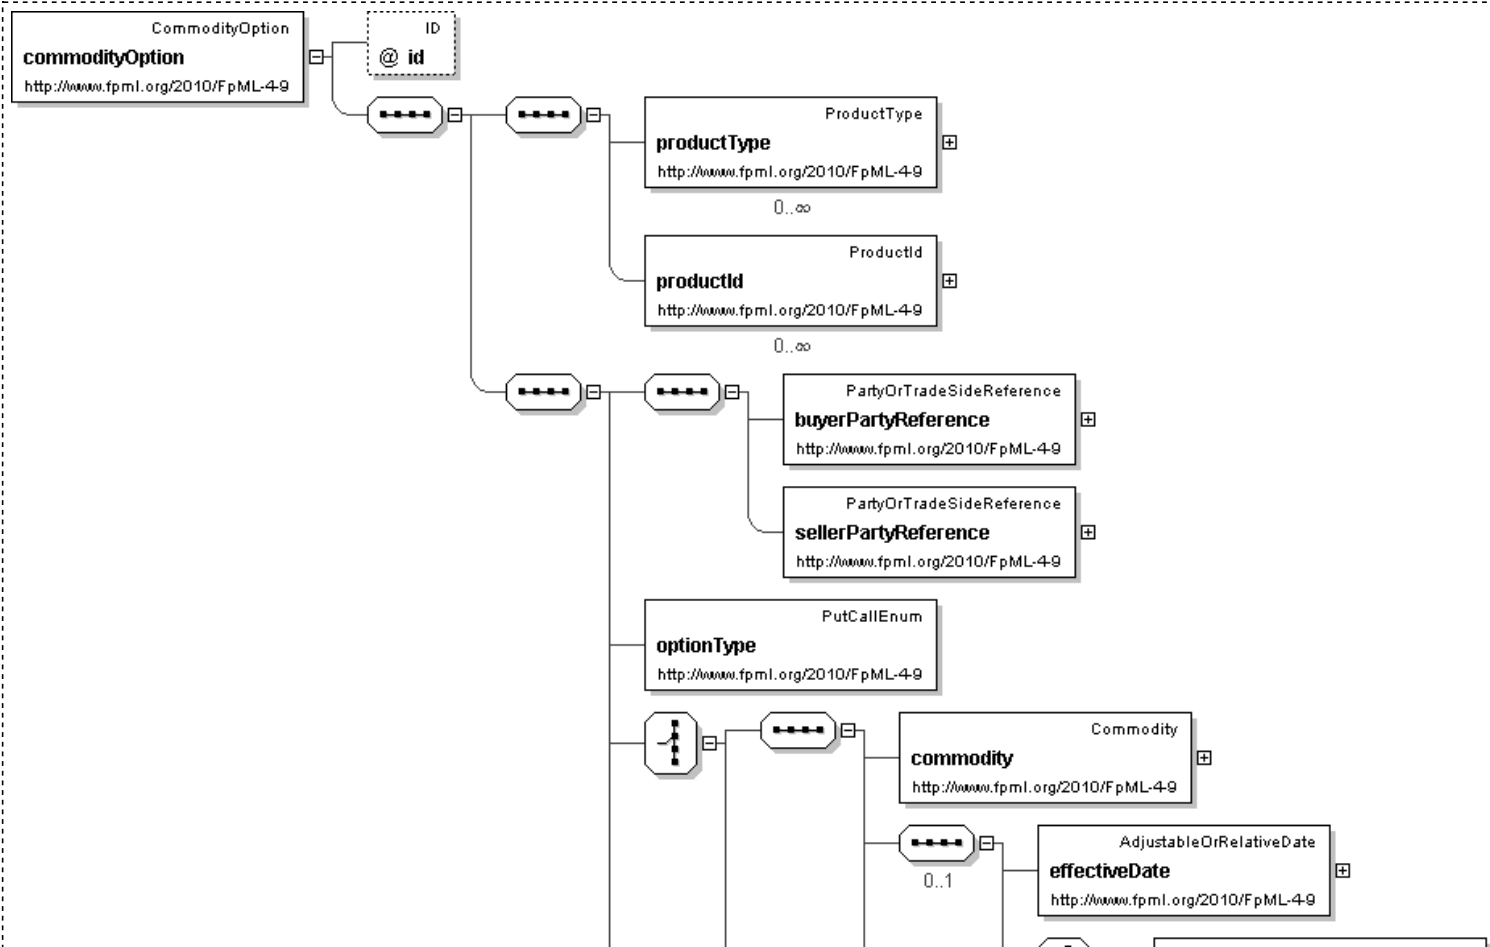 CommodityOption
commodityOption
http://www.fpml.org/2010/FpML-4-9
ID
@ id
ProductType
productType
http://www.fpml.org/2010/FpML-4-9
0..∞
ProductId
productId
http://www.fpml.org/2010/FpML-4-9
0..∞
PartyOrTradeSideReference
buyerPartyReference
http://www.fpml.org/2010/FpML-4-9
PartyOrTradeSideReference
sellerPartyReference
http://www.fpml.org/2010/FpML-4-9
PutCallEnum
optionType
http://www.fpml.org/2010/FpML-4-9
Commodity
commodity
http://www.fpml.org/2010/FpML-4-9
0..1
AdjustableOrRelativeDate
effectiveDate
http://www.fpml.org/2010/FpML-4-9